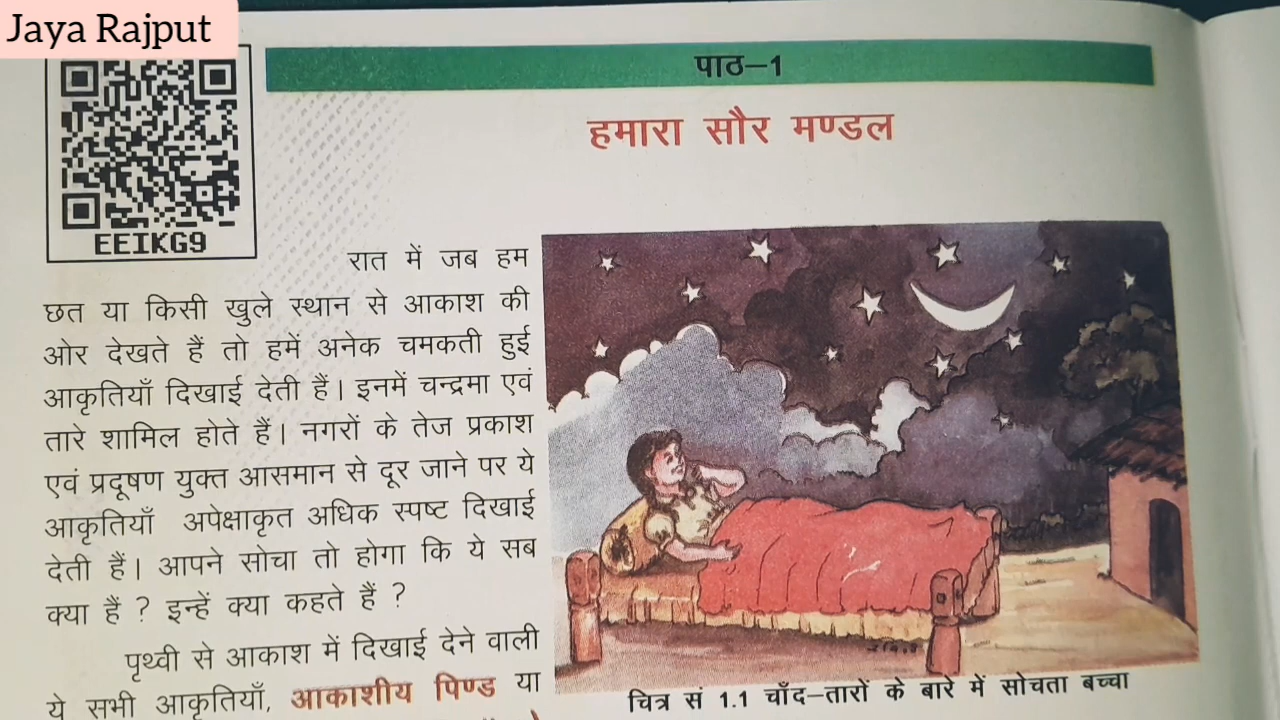 Jaya Rajput
EEIKG9
पाठ–1
हमारा सौर मण्डल
रात में जब हम
छत या किसी खुले स्थान से आकाश की
ओर देखते हैं तो हमें अनेक चमकती हुई
आकृतियाँ दिखाई देती हैं। इनमें चन्द्रमा एवं
तारे शामिल होते हैं। नगरों के तेज प्रकाश
एवं प्रदूषण युक्त आसमान से दूर जाने पर ये
आकृतियाँ अपेक्षाकृत अधिक स्पष्ट दिखाई
देती हैं। आपने सोचा तो होगा कि ये सब
क्या हैं ? इन्हें क्या कहते हैं ?
पृथ्वी से आकाश में दिखाई देने वाली
ये सभी आकृतियाँ, आकाशीय पिण्ड या
चित्र सं 1.1 चाँद–तारों के बारे में सोचता बच्चा